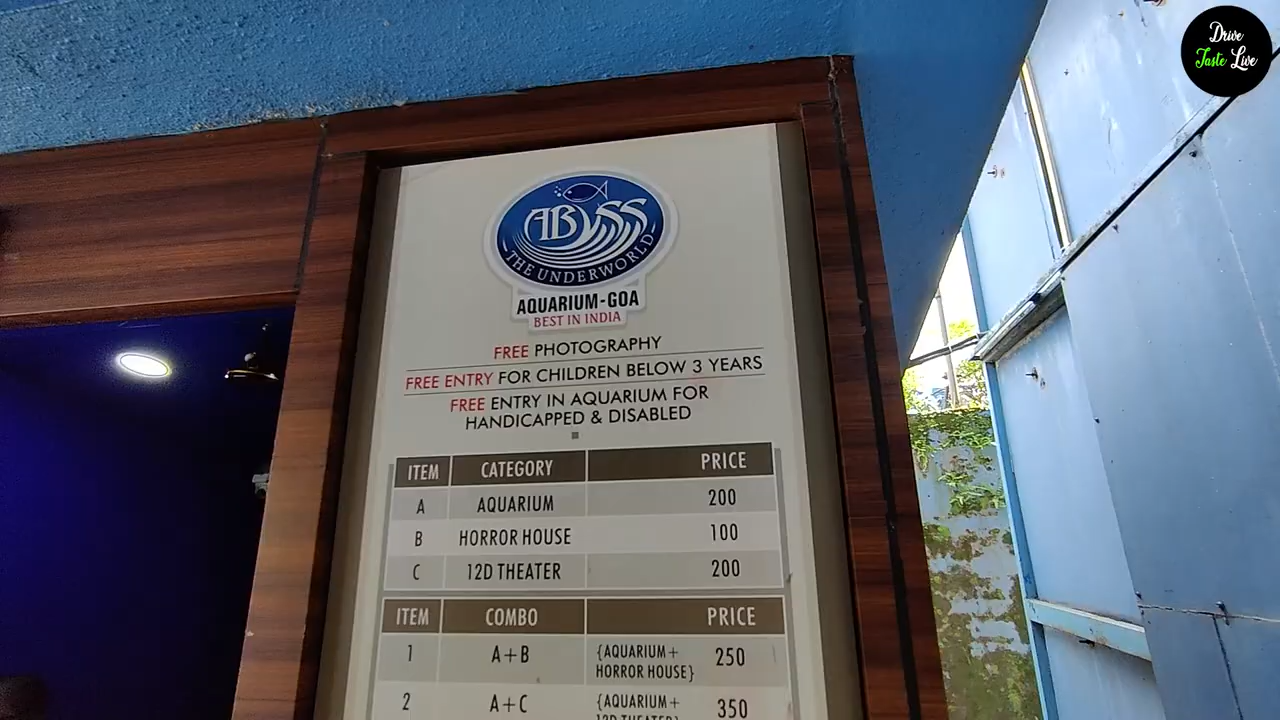 Drive
Taste Live
ABYSS
THE UNDERWORLD
AQUARIUM-GOA
BEST IN INDIA
FREE PHOTOGRAPHY
FREE ENTRY FOR CHILDREN BELOW 3 YEARS
FREE ENTRY IN AQUARIUM FOR
HANDICAPPED & DISABLED
ITEM CATEGORY PRICE
A AQUARIUM 200
B HORROR HOUSE 100
C 12D THEATER 200
ITEM COMBO PRICE
1 A+B {AQUARIUM+
HORROR HOUSE} 250
2 A+C {AQUARIUM+
12D THEATER} 350